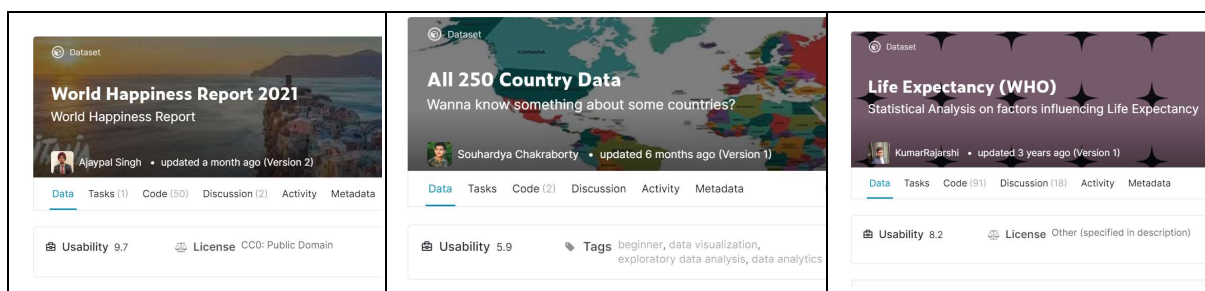 Dataset
World Happiness Report 2021
World Happiness Report
Ajaypal Singh • updated a month ago (Version 2)
Data Tasks (1) Code (50) Discussion (2) Activity Metadata
Usability 9.7 License CC0: Public Domain
Dataset
All 250 Country Data
Wanna know something about some countries?
Souhardya Chakraborty • updated 6 months ago (Version 1)
Data Tasks Code (2) Discussion Activity Metadata
Usability 5.9 Tags beginner, data visualization,
exploratory data analysis, data analytics
Dataset
Life Expectancy (WHO)
Statistical Analysis on factors influencing Life Expectancy
KumarRajarshi • updated 3 years ago (Version 1)
Data Tasks Code (91) Discussion (18) Activity Metadata
Usability 8.2 License Other (specified in description)